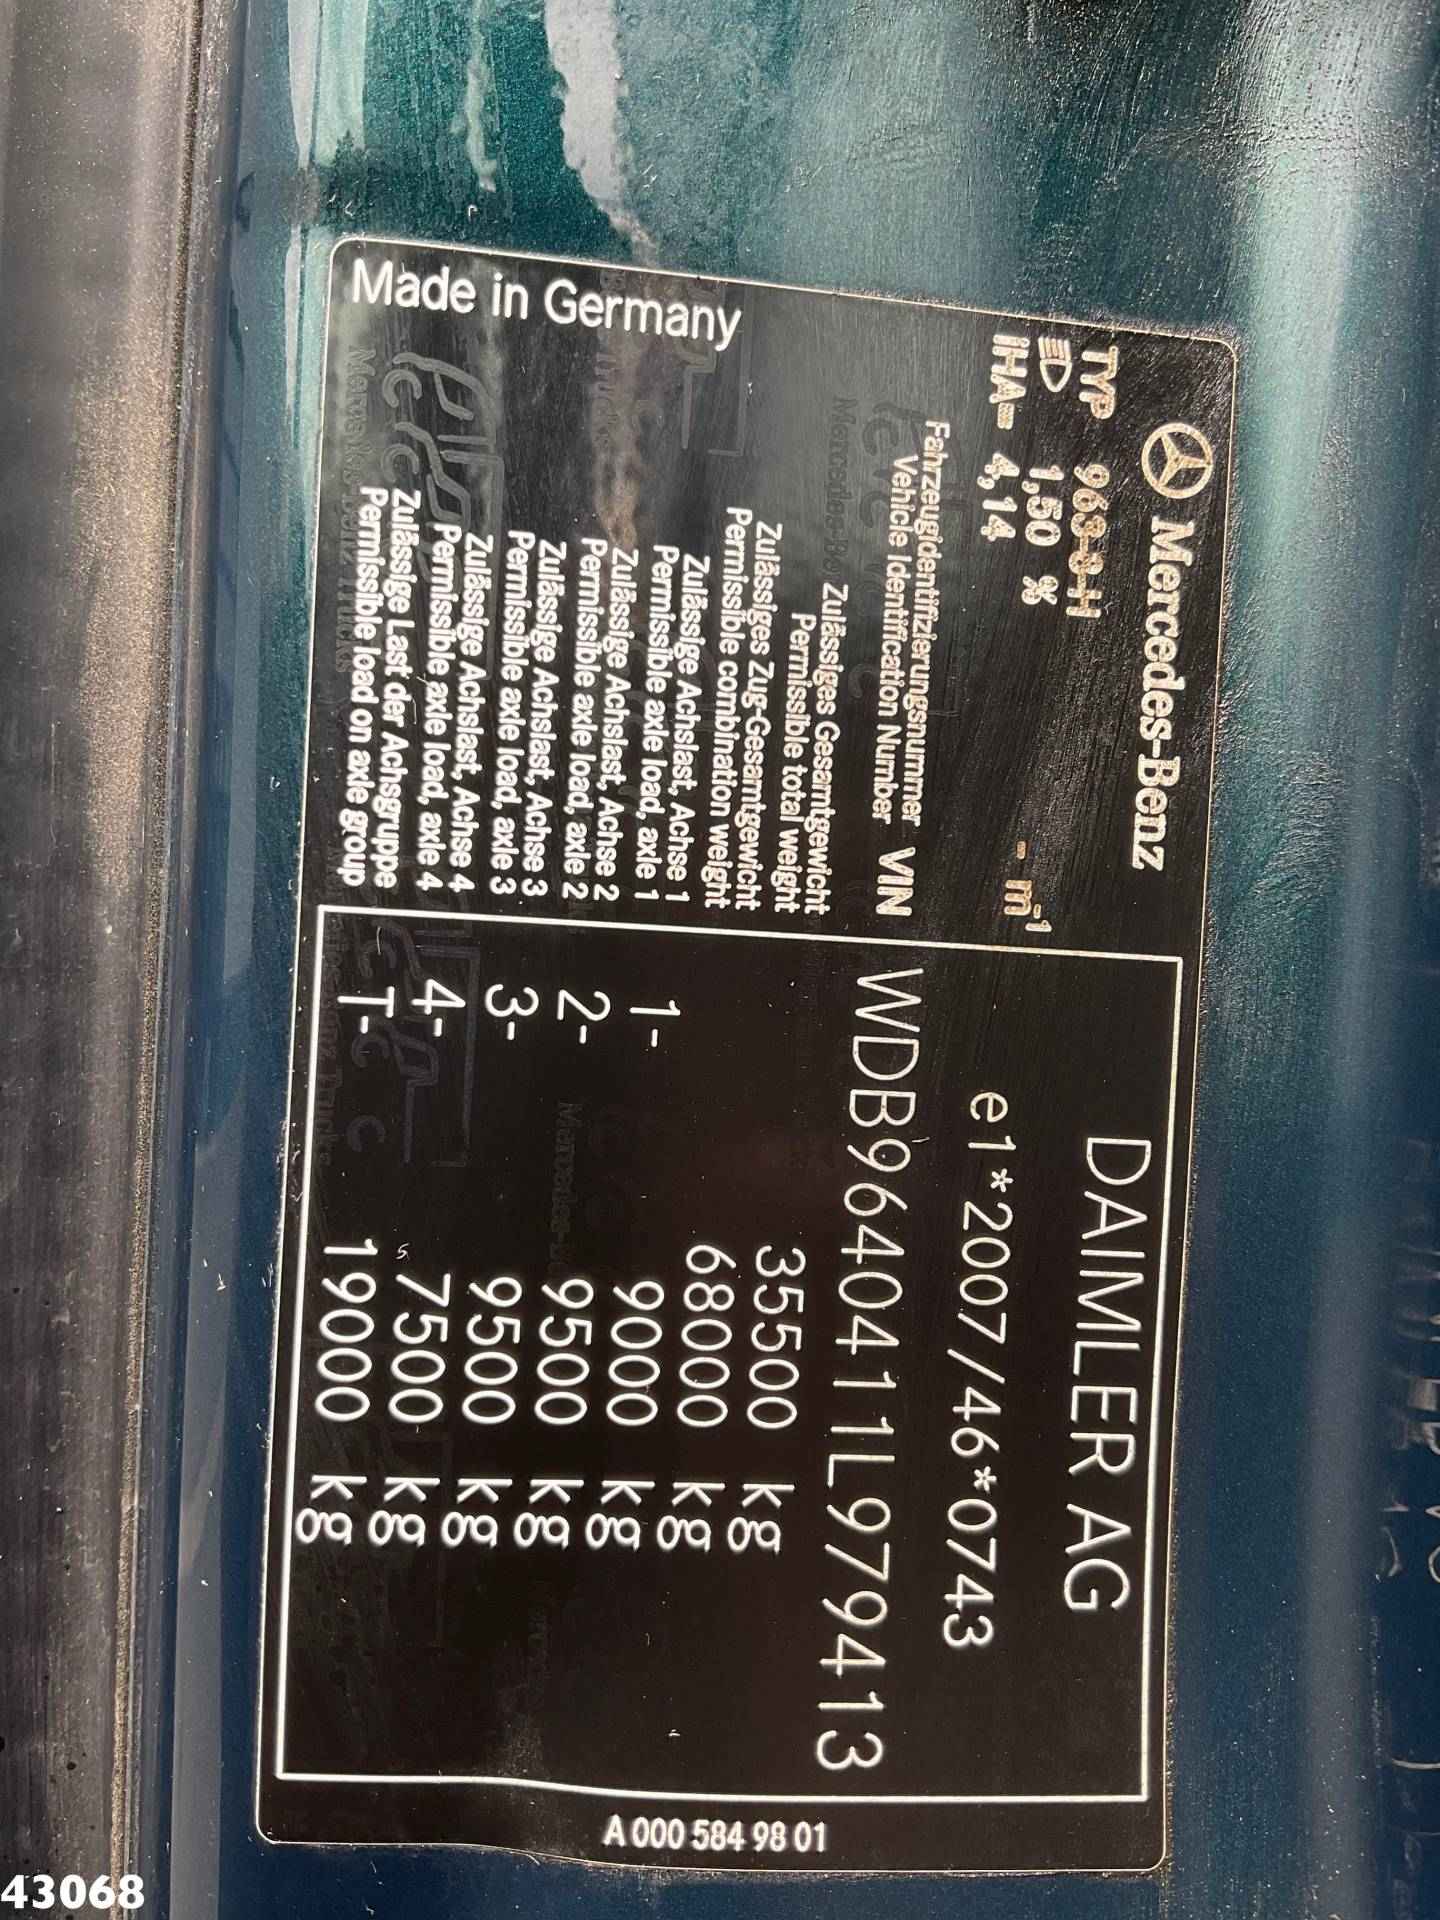 Mercedes-Benz
TYP 963-8-H
1,50 %
iHA= 4,14
- m-1
DAIMLER AG
e1*2007/46*0743
Fahrzeugidentifizierungsnummer
Vehicle Identification Number VIN
WDB9640411L979413
Zulässiges Gesamtgewicht
Permissible total weight
35500 kg
Zulässiges Zug-Gesamtgewicht
Permissible combination weight
68000 kg
Zulässige Achslast, Achse 1
Permissible axle load, axle 1
1- 9000 kg
Zulässige Achslast, Achse 2
Permissible axle load, axle 2
2- 9500 kg
Zulässige Achslast, Achse 3
Permissible axle load, axle 3
3- 9500 kg
Zulässige Achslast, Achse 4
Permissible axle load, axle 4
4- 7500 kg
Zulässige Last der Achsgruppe
Permissible load on axle group
T- 19000 kg
Made in Germany
A 000 584 98 01
43068